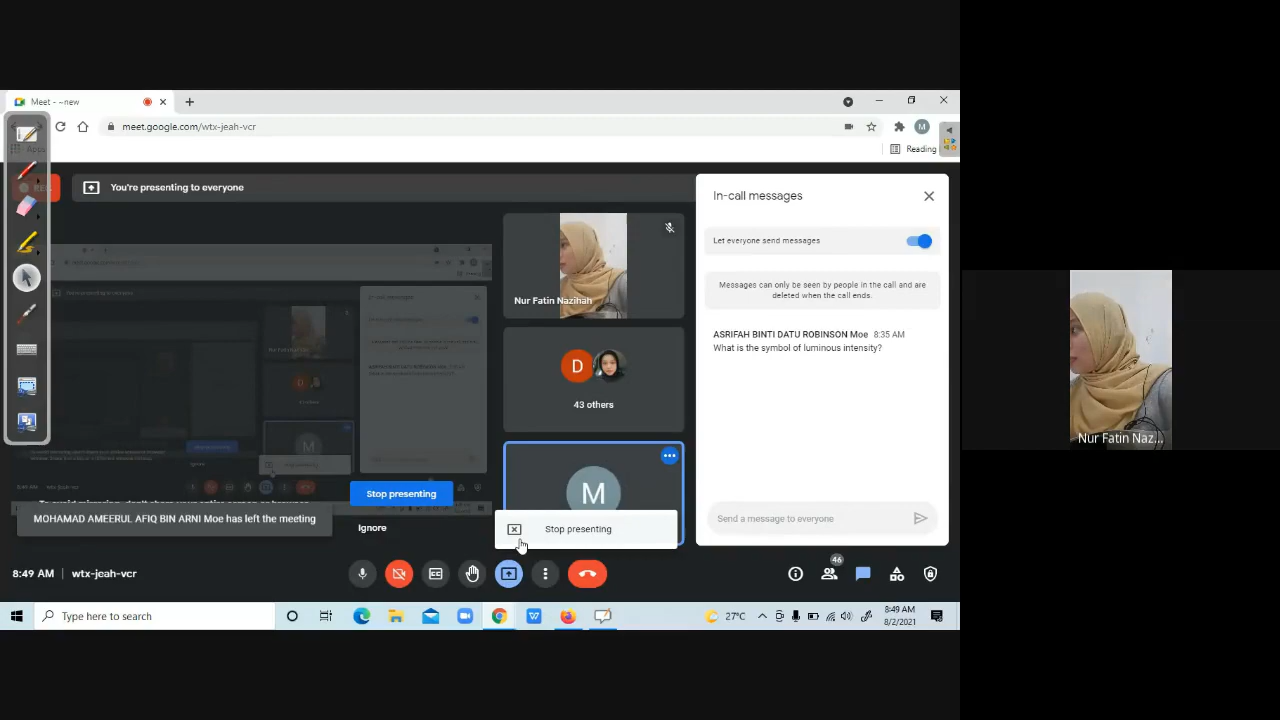 Meet - ~new
meet.google.com/wtx-jeah-vcr
M
Apps
Reading
REC
You're presenting to everyone
In-call messages
Let everyone send messages
Messages can only be seen by people in the call and are
deleted when the call ends.
ASRIFAH BINTI DATU ROBINSON Moe 8:35 AM
What is the symbol of luminous intensity?
Nur Fatin Nazihah
D
43 others
M
Stop presenting
MOHAMAD AMEERUL AFIQ BIN ARNI Moe has left the meeting
Ignore
Stop presenting
Send a message to everyone
8:49 AM | wtx-jeah-vcr
46
Type here to search
27°C
8:49 AM
8/2/2021
Nur Fatin Naz...